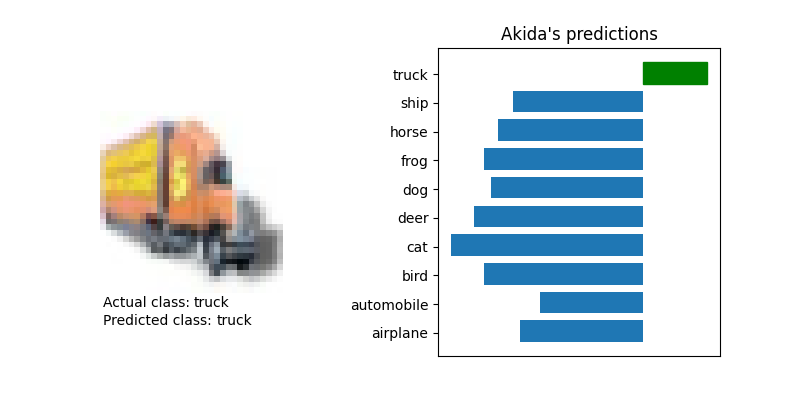 Akida's predictions
truck
ship
horse
frog
dog
deer
cat
bird
automobile
airplane
Actual class: truck
Predicted class: truck